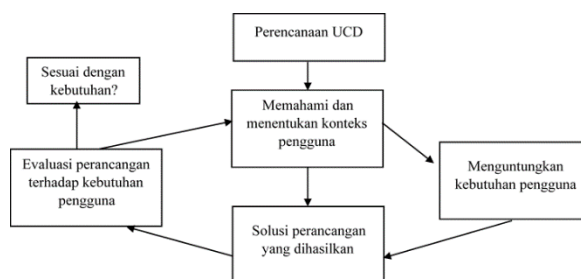 Perencanaan UCD
Sesuai dengan
kebutuhan?
Memahami dan
menentukan konteks
pengguna
Evaluasi perancangan
terhadap kebutuhan
pengguna
Menguntungkan
kebutuhan pengguna
Solusi perancangan
yang dihasilkan